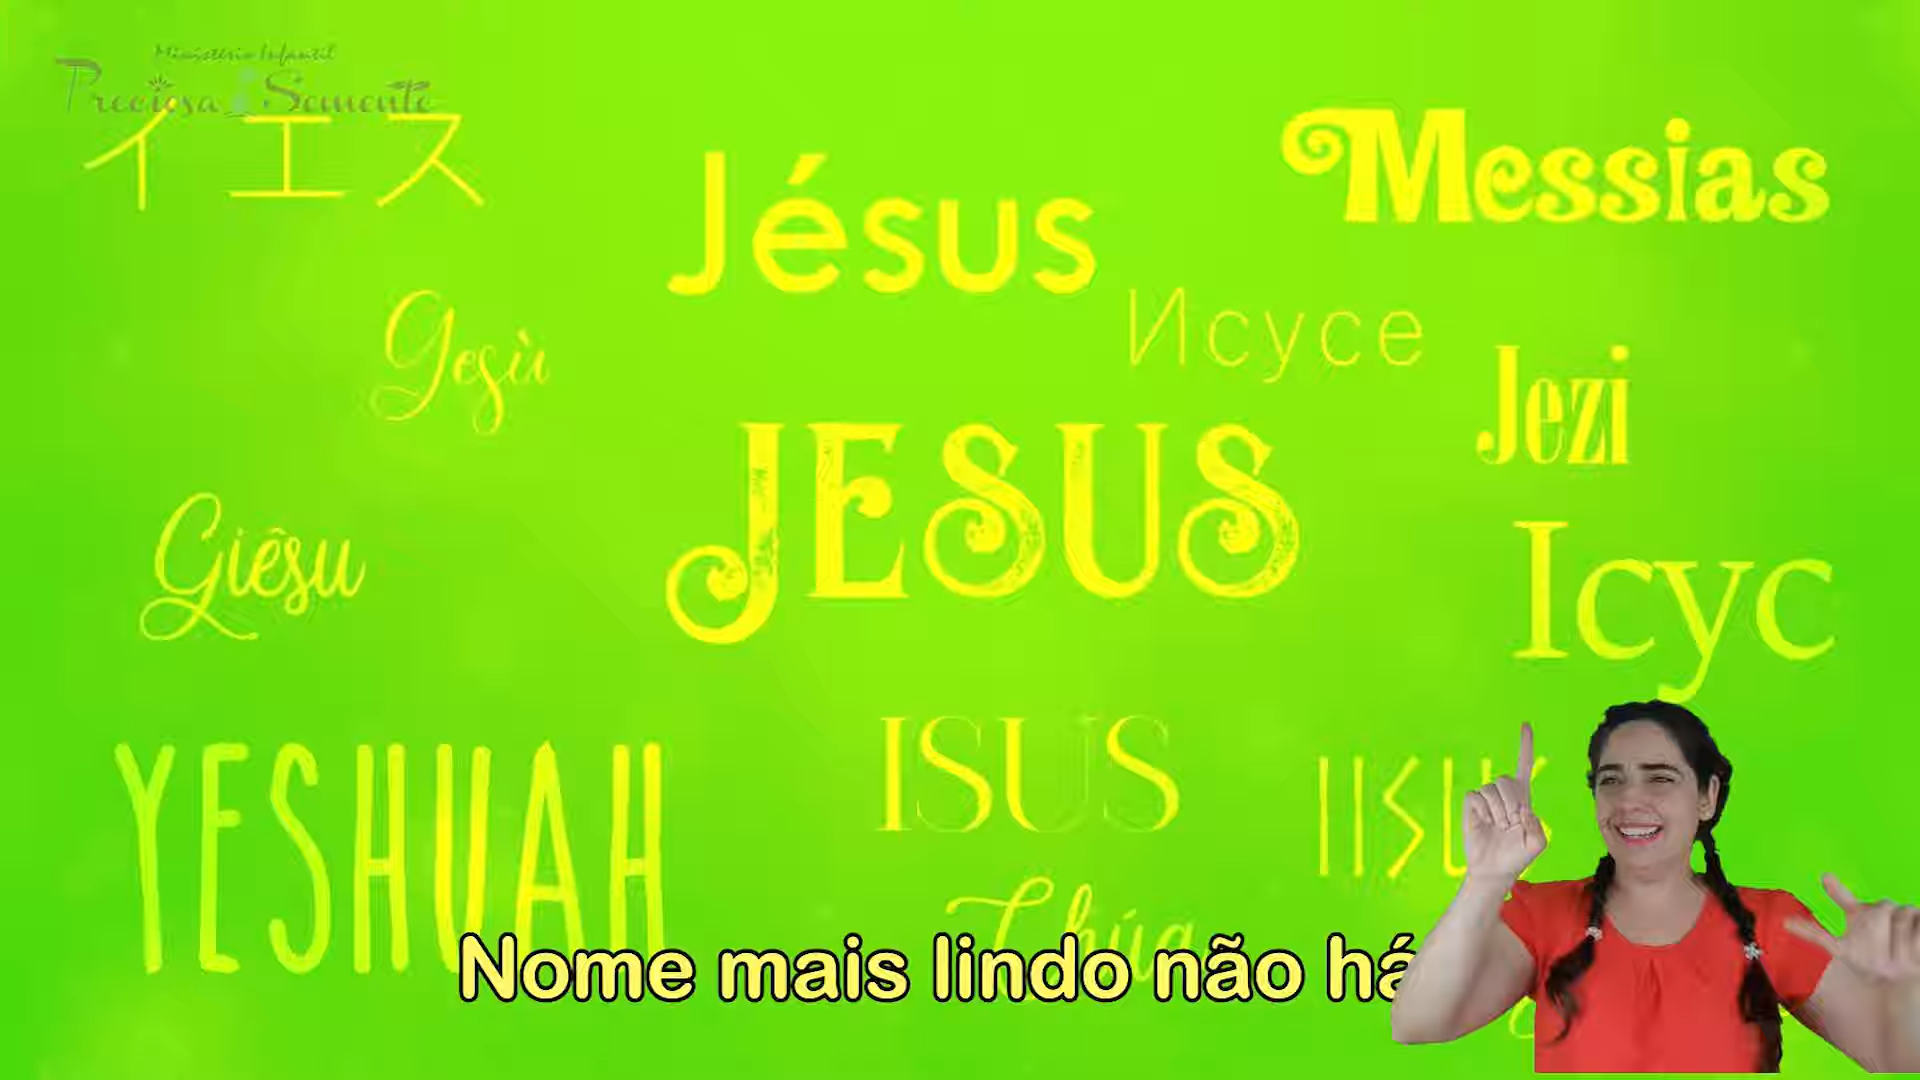 Ministério Infantil
Preciosa Semente
イエス
Jésus
Messias
Gesù
Исусе
Jezi
JESUS
Giêsu
Icyc
YESHUAH
ISUS
Chúa
Nome mais lindo não há